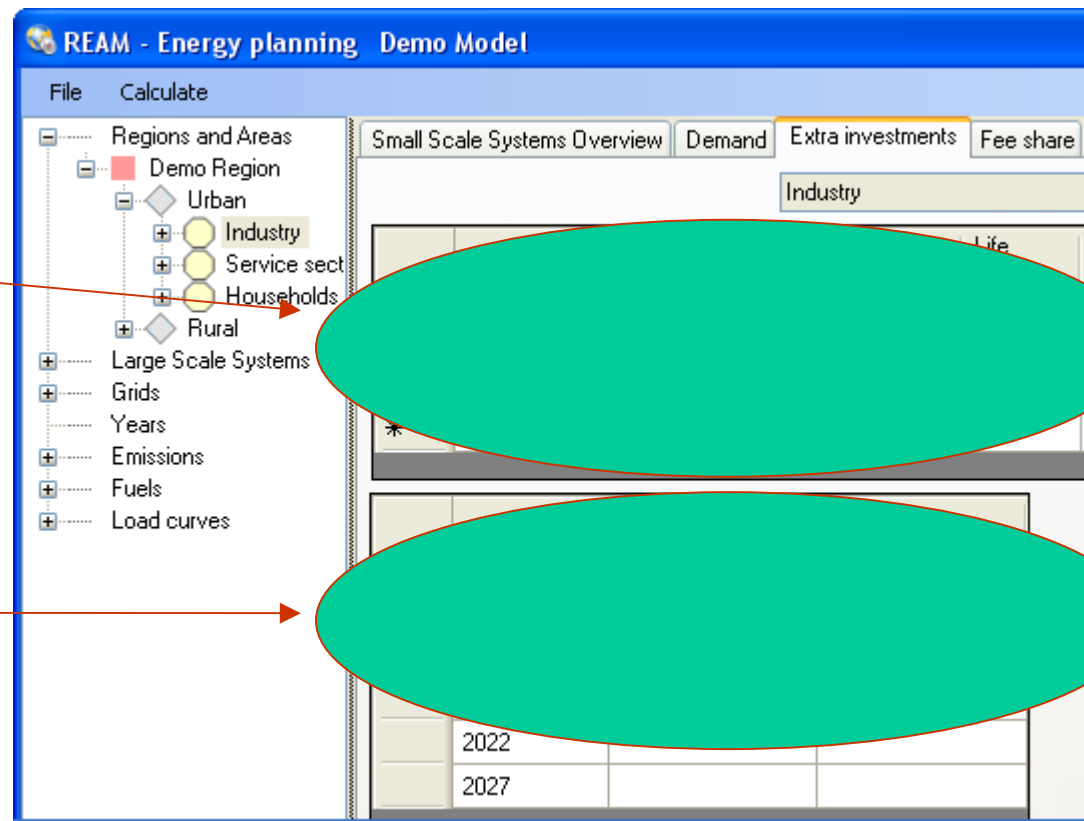 REAM - Energy planning Demo Model
File Calculate
Regions and Areas
Demo Region
Urban
Industry
Service sect
Households
Rural
Large Scale Systems
Grids
Years
Emissions
Fuels
Load curves
Small Scale Systems Overview Demand Extra investments Fee share
Industry
Life
*
2022
2027